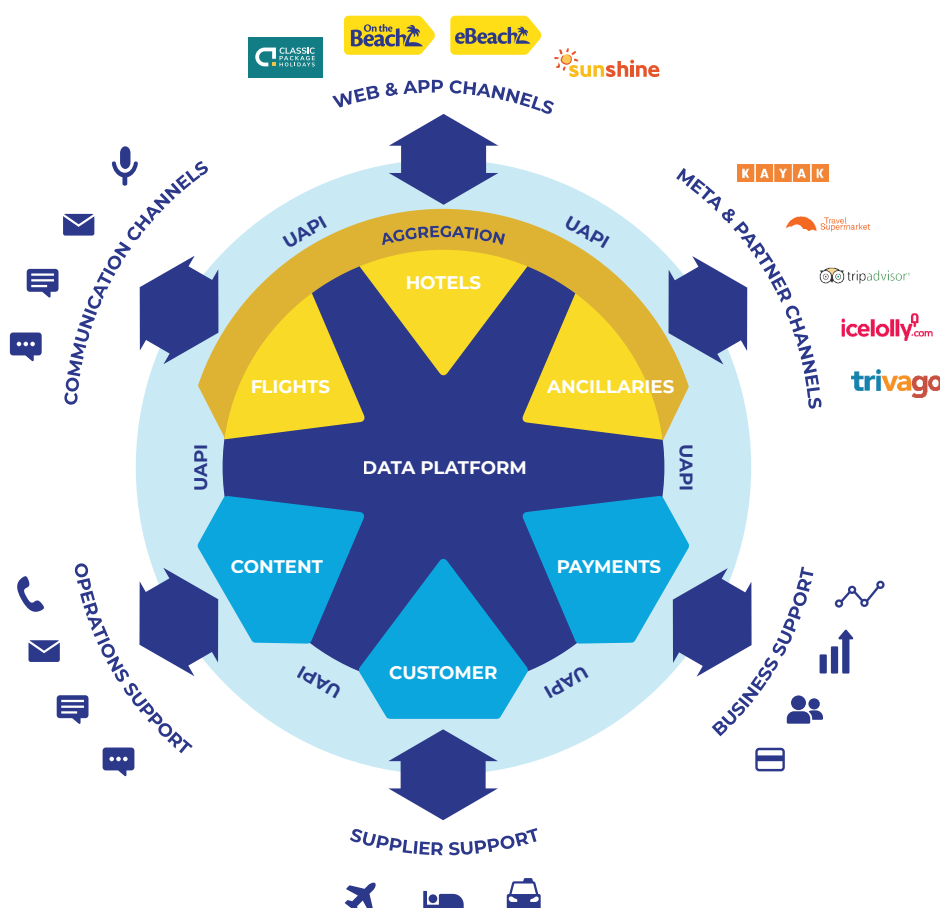 CLASSIC
PACKAGE
HOLIDAYS
On the
Beach
eBeach
sunshine
WEB & APP CHANNELS
COMMUNICATION CHANNELS
META & PARTNER CHANNELS
KAYAK
Travel
Supermarket
tripadvisor
icelolly.com
trivago
UAPI
UAPI
AGGREGATION
HOTELS
FLIGHTS
ANCILLARIES
UAPI
DATA PLATFORM
UAPI
CONTENT
PAYMENTS
CUSTOMER
UAPI
UAPI
OPERATIONS SUPPORT
BUSINESS SUPPORT
SUPPLIER SUPPORT